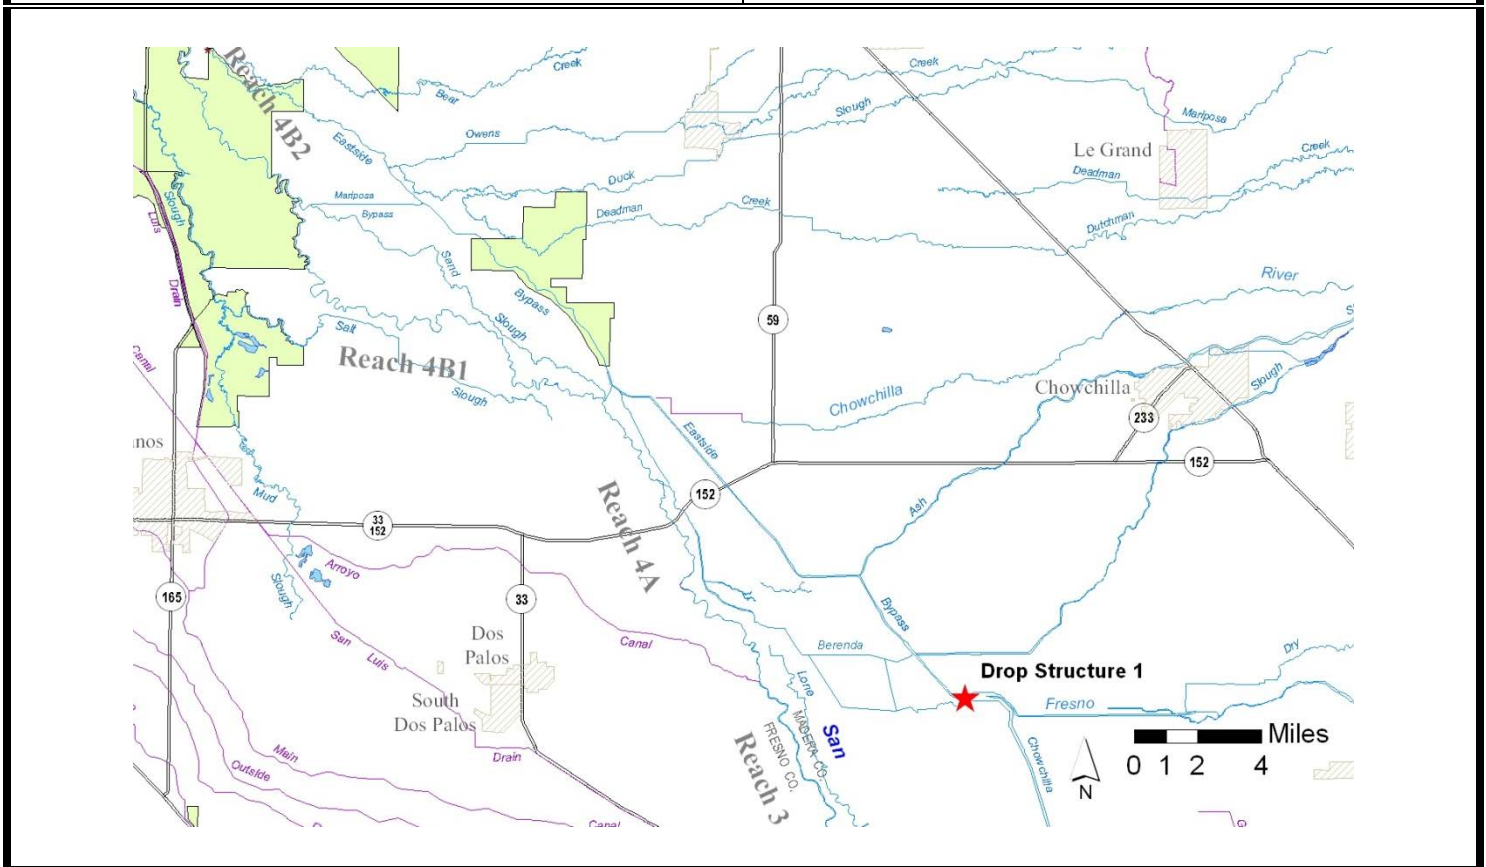 Reach 4B2
Creek
Bear
Creek
Slough
Mariposa
Owens
Eastside
Le Grand
Creek
Deadman
Duck
Slough
Luis
Drain
Mariposa
Bypass
Deadman
Creek
Dutchman
Sand
Slough
Bypass
River
59
Salt
Slough
Reach 4B1
Canal
Chowchilla
Chowchilla
Slough
233
152
Eastside
nos
Mud
Slough
Reach 4A
152
33
152
Ash
Arroyo
Canal
165
33
San
Luis
Bypass
Dos
Palos
Berenda
Dry
Drop Structure 1
South
Dos Palos
Lone
MADERA CO.
FRESNO CO.
San
Fresno
Chowchilla
Miles
0 1 2 4
N
Reach 3
Main
Drain
Outside
Canal